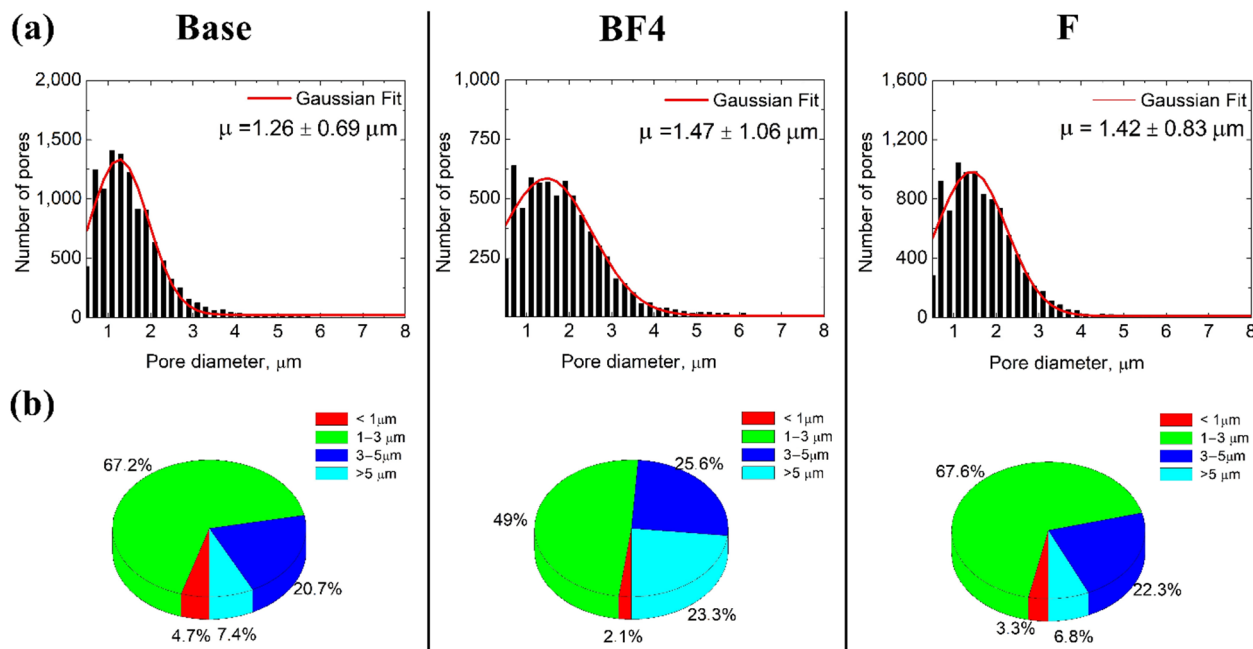 (a)
Base
BF4
F
2,000
1,500
1,000
500
0
Number of pores
Gaussian Fit
μ =1.26 ± 0.69 μm
1 2 3 4 5 6 7 8
Pore diameter, μm
1,000
750
500
250
Number of pores
Gaussian Fit
μ =1.47 ± 1.06 μm
1 2 3 4 5 6 7 8
Pore diameter, μm
1,600
1,200
800
400
0
Number of pores
Gaussian Fit
μ = 1.42 ± 0.83 μm
1 2 3 4 5 6 7 8
Pore diameter, μm
(b)
< 1μm
1–3 μm
3–5μm
>5 μm
67.2%
20.7%
4.7%
7.4%
< 1μm
1–3 μm
3–5μm
>5 μm
25.6%
49%
23.3%
2.1%
< 1μm
1–3 μm
3–5μm
>5 μm
67.6%
22.3%
3.3%
6.8%